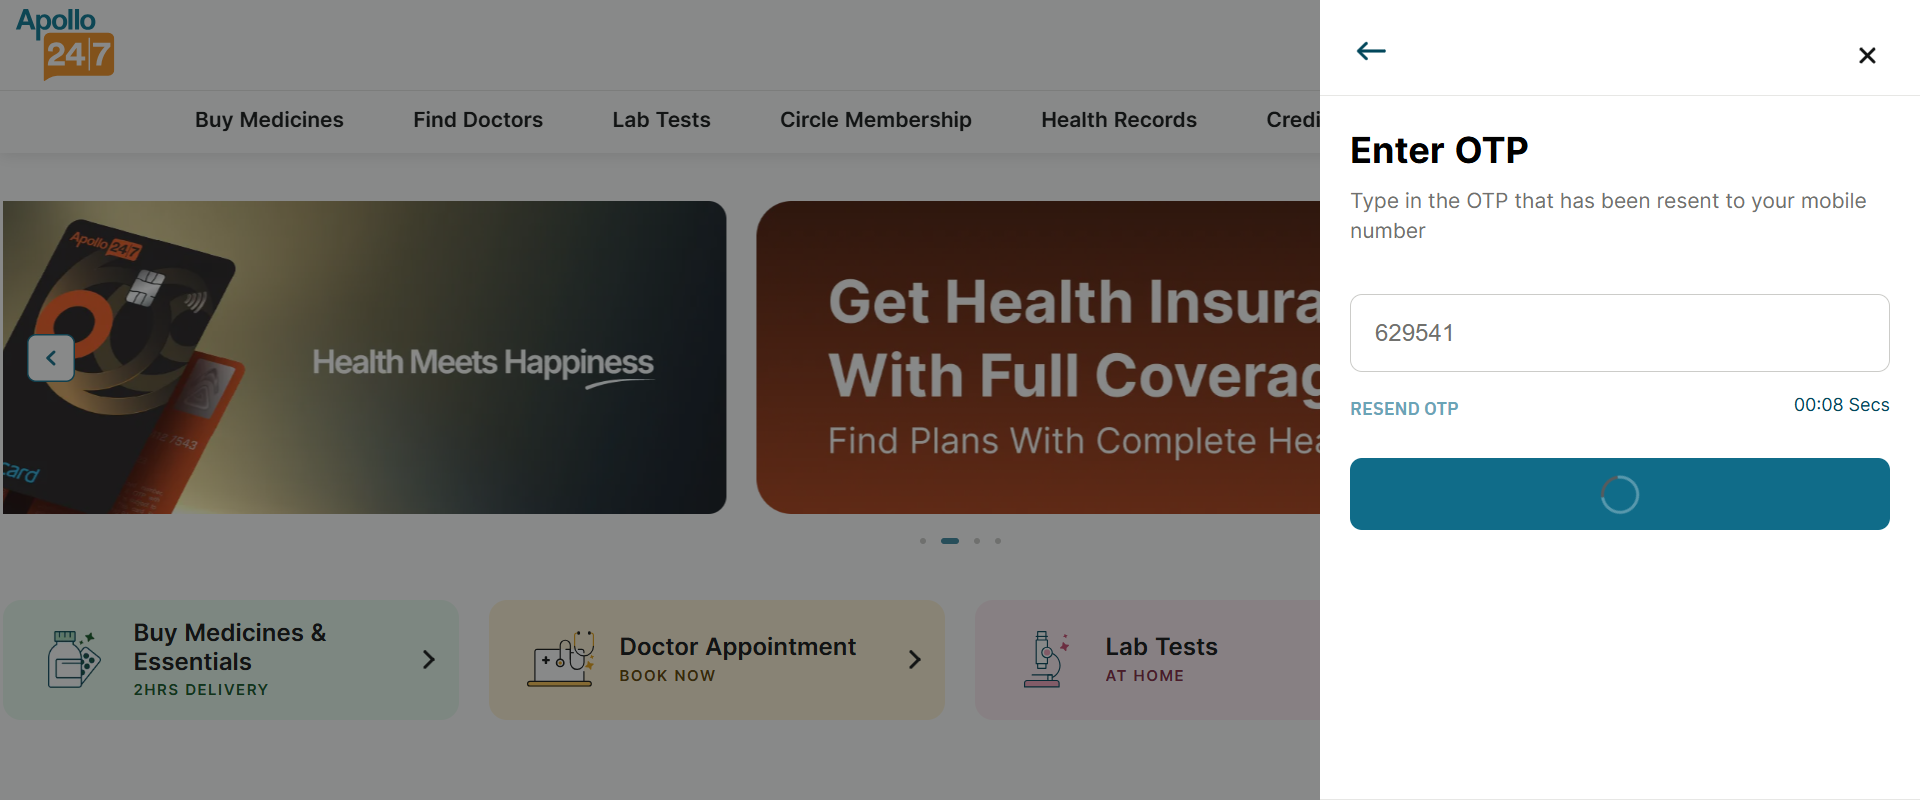 Apollo
24|7
Buy Medicines
Find Doctors
Lab Tests
Circle Membership
Health Records
Credi
Apollo 24|7
7543
card
Health Meets Happiness
Get Health Insura
With Full Coverag
Find Plans With Complete Hea
Buy Medicines &
Essentials
2HRS DELIVERY
Doctor Appointment
BOOK NOW
Lab Tests
AT HOME
Enter OTP
Type in the OTP that has been resent to your mobile
number
629541
RESEND OTP
00:08 Secs